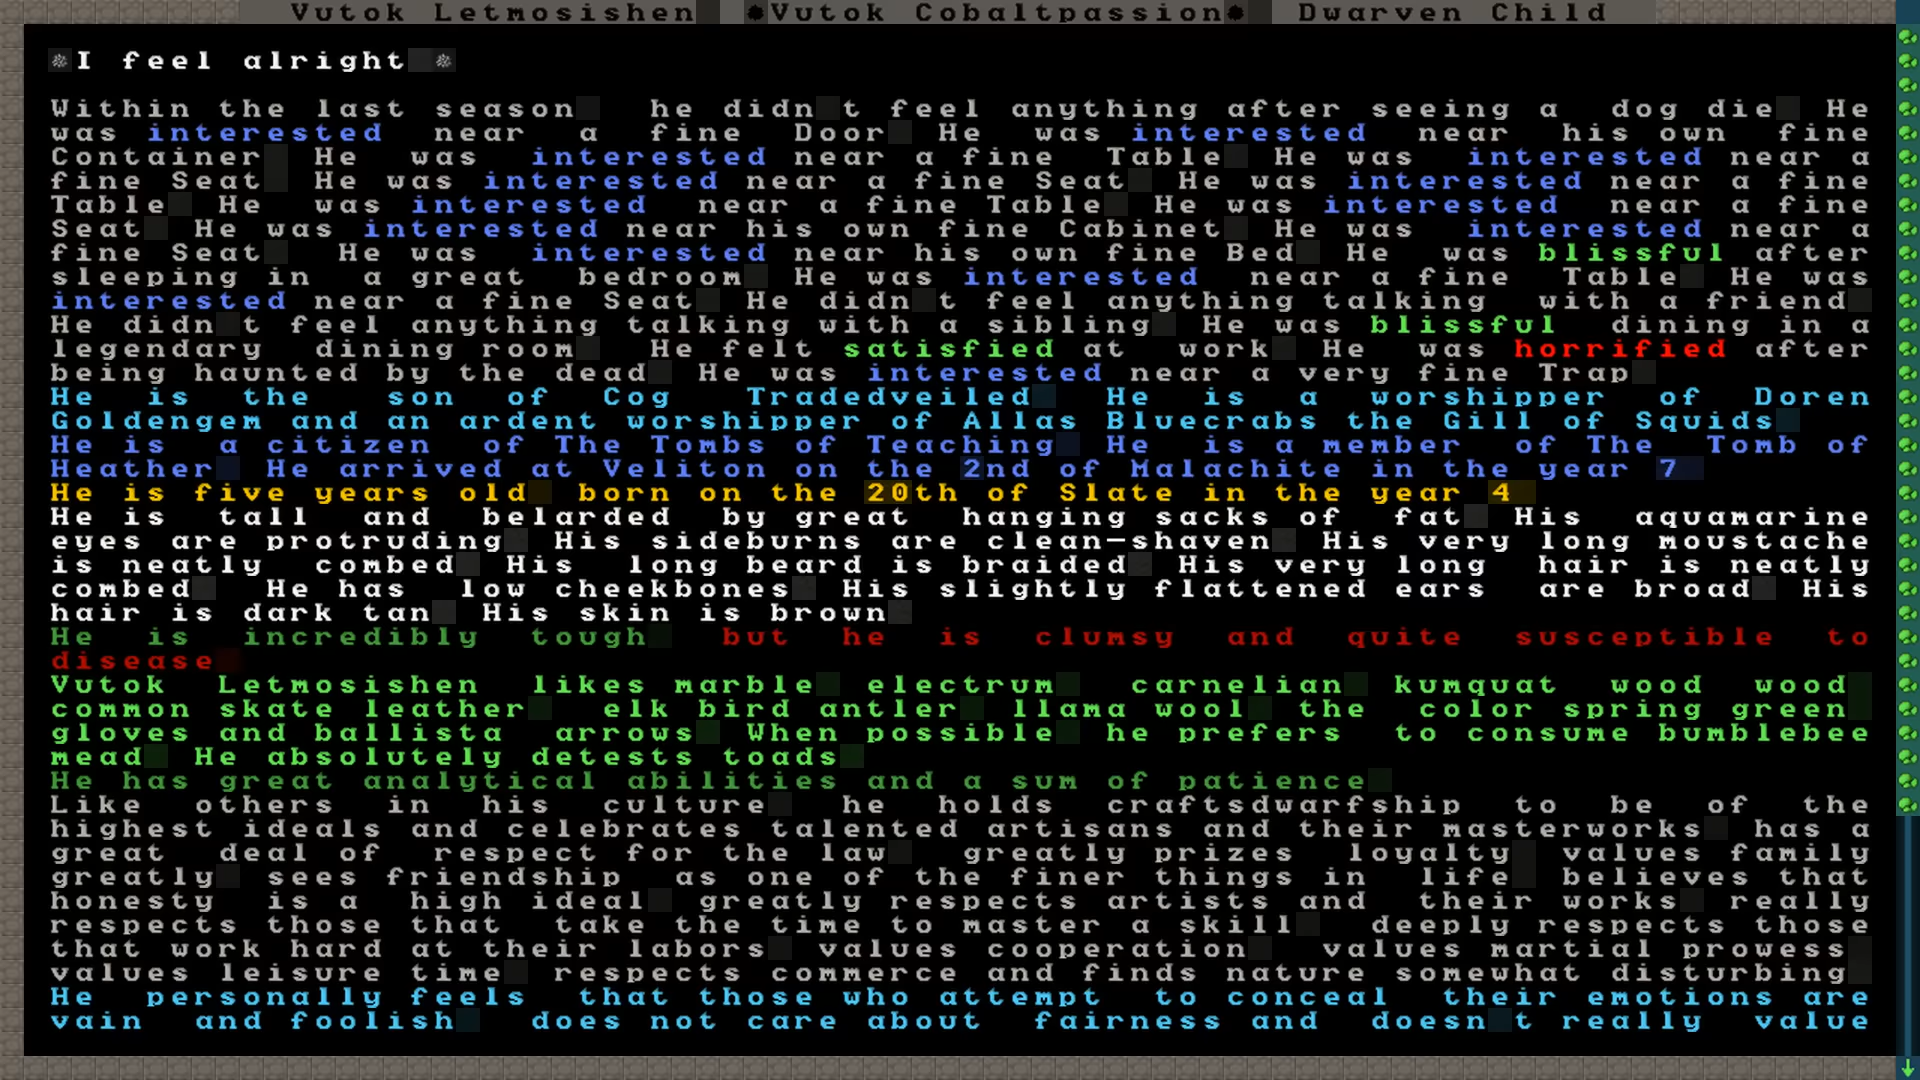 Vutok Letmosishen *Vutok Cobaltpassion* Dwarven Child
I feel alright
Within the last season he didn t feel anything after seeing a dog die He
was interested near a fine Door He was interested near his own fine
Container He was interested near a fine Table He was interested near a
fine Seat He was interested near a fine Seat He was interested near a fine
Table He was interested near a fine Table He was interested near a fine
Seat He was interested near his own fine Cabinet He was interested near a
fine Seat He was interested near his own fine Bed He was blissful after
sleeping in a great bedroom He was interested near a fine Table He was
interested near a fine Seat He didn t feel anything talking with a friend
He didn t feel anything talking with a sibling He was blissful dining in a
legendary dining room He felt satisfied at work He was horrified after
being haunted by the dead He was interested near a very fine Trap
He is the son of Cog Tradedveiled He is a worshipper of Doren
Goldengem and an ardent worshipper of Allas Bluecrabs the Gill of Squids
He is a citizen of The Tombs of Teaching He is a member of The Tomb of
Heather He arrived at Veliton on the 2nd of Malachite in the year 7
He is five years old born on the 20th of Slate in the year 4
He is tall and belarded by great hanging sacks of fat His aquamarine
eyes are protruding His sideburns are clean-shaven His very long moustache
is neatly combed His long beard is braided His very long hair is neatly
combed He has low cheekbones His slightly flattened ears are broad His
hair is dark tan His skin is brown
He is incredibly tough but he is clumsy and quite susceptible to
disease
Vutok Letmosishen likes marble electrum carnelian kumquat wood wood
common skate leather elk bird antler llama wool the color spring green
gloves and ballista arrows When possible he prefers to consume bumblebee
mead He absolutely detests toads
He has great analytical abilities and a sum of patience
Like others in his culture he holds craftsdwarfship to be of the
highest ideals and celebrates talented artisans and their masterworks has a
great deal of respect for the law greatly prizes loyalty values family
greatly sees friendship as one of the finer things in life believes that
honesty is a high ideal greatly respects artists and their works really
respects those that take the time to master a skill deeply respects those
that work hard at their labors values cooperation values martial prowess
values leisure time respects commerce and finds nature somewhat disturbing
He personally feels that those who attempt to conceal their emotions are
vain and foolish does not care about fairness and doesn t really value